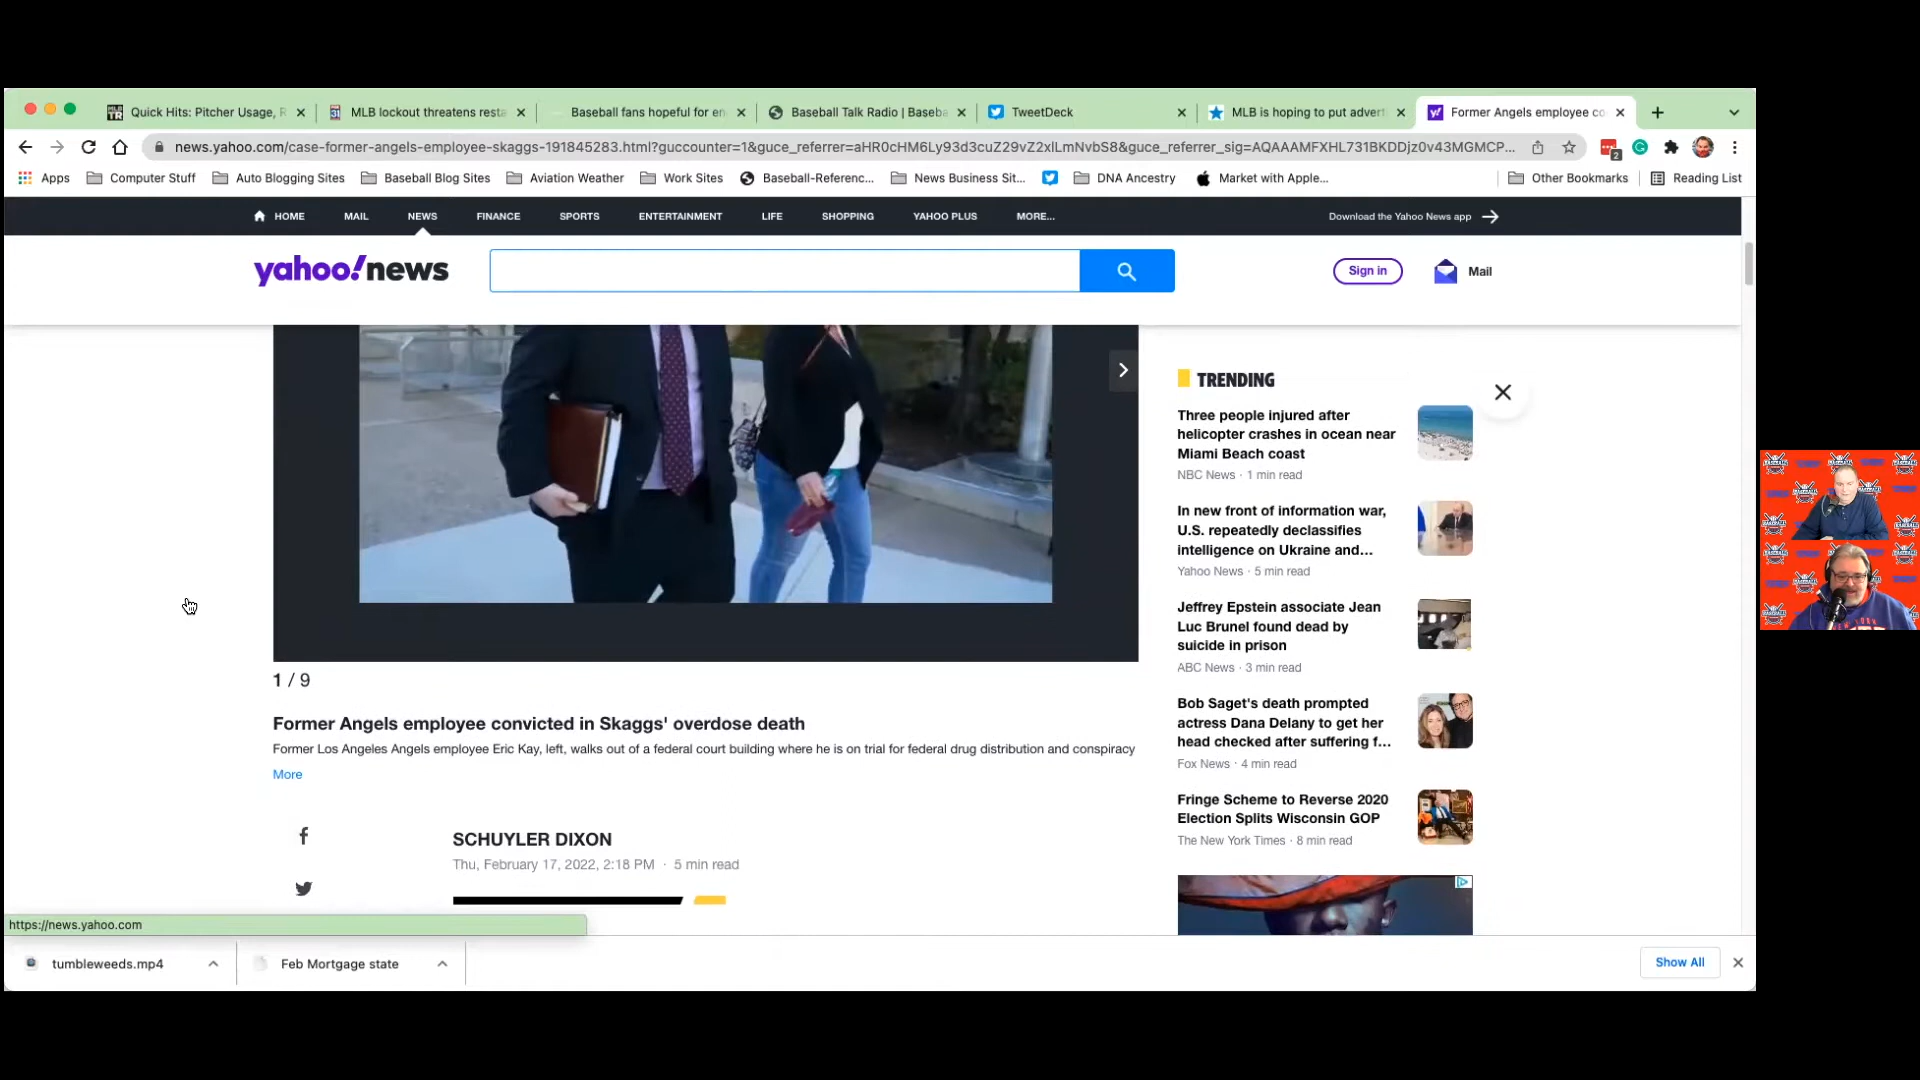 Quick Hits: Pitcher Usage, R
MLB lockout threatens resta
Baseball fans hopeful for en
Baseball Talk Radio | Baseba
TweetDeck
MLB is hoping to put advert
Former Angels employee co
news.yahoo.com/case-former-angels-employee-skaggs-191845283.html?guccounter=1&guce_referrer=aHR0cHM6Ly93d3cuZ29vZ2xlLmNvbS8&guce_referrer_sig=AQAAAMFXHL731BKDDjz0v43MGMCP...
2
Apps
Computer Stuff
Auto Blogging Sites
Baseball Blog Sites
Aviation Weather
Work Sites
Baseball-Referenc...
News Business Sit...
DNA Ancestry
Market with Apple...
Other Bookmarks
Reading List
HOME
MAIL
NEWS
FINANCE
SPORTS
ENTERTAINMENT
LIFE
SHOPPING
YAHOO PLUS
MORE...
Download the Yahoo News app
yahoo!news
Sign in
Mail
1 / 9
Former Angels employee convicted in Skaggs' overdose death
Former Los Angeles Angels employee Eric Kay, left, walks out of a federal court building where he is on trial for federal drug distribution and conspiracy
More
SCHUYLER DIXON
Thu, February 17, 2022, 2:18 PM · 5 min read
TRENDING
Three people injured after
helicopter crashes in ocean near
Miami Beach coast
NBC News · 1 min read
In new front of information war,
U.S. repeatedly declassifies
intelligence on Ukraine and...
Yahoo News · 5 min read
Jeffrey Epstein associate Jean
Luc Brunel found dead by
suicide in prison
ABC News · 3 min read
Bob Saget's death prompted
actress Dana Delany to get her
head checked after suffering f...
Fox News · 4 min read
Fringe Scheme to Reverse 2020
Election Splits Wisconsin GOP
The New York Times · 8 min read
https://news.yahoo.com
tumbleweeds.mp4
Feb Mortgage state
Show All